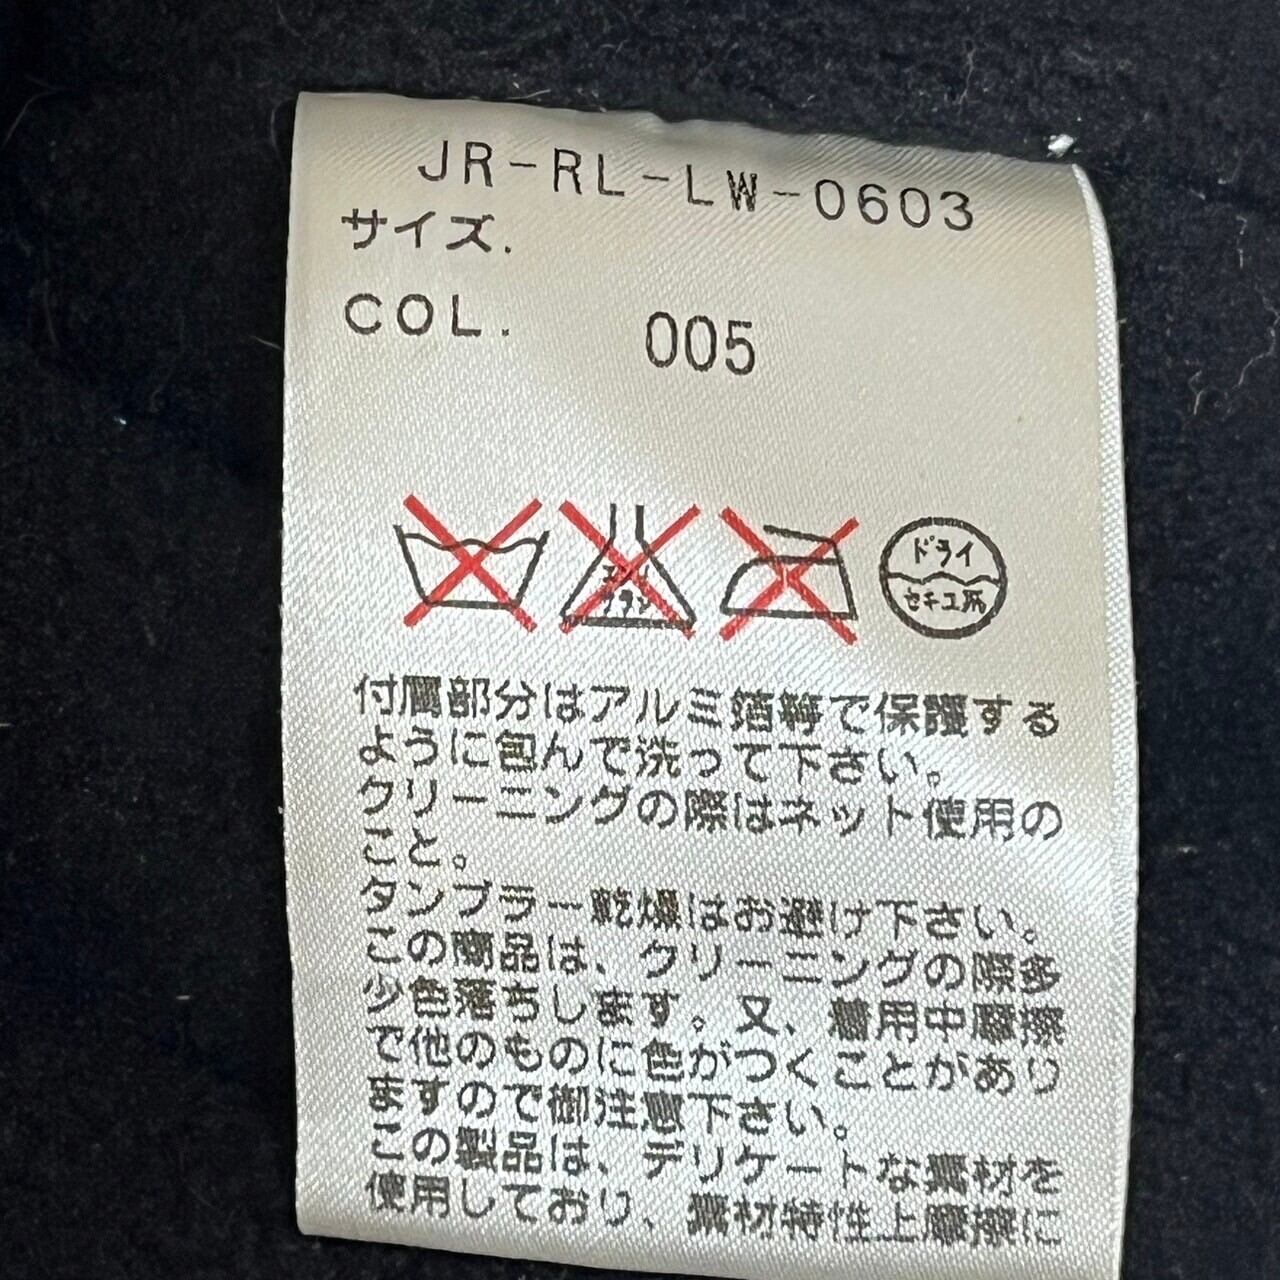 JR-RL-LW-0603
サイズ.
COL. 005
エンソ
サラシ
ドライ
セキユ系
付属部分はアルミ箔等で保護する
ように包んで洗って下さい。
クリーニングの際はネット使用の
こと。
タンブラー乾燥はお避け下さい。
この商品は、クリーニングの際多
少色落ちします。又、着用中摩擦
で他のものに色がつくことがあり
ますので御注意下さい。
この製品は、デリケートな素材を
使用しており、素材特性上摩擦に